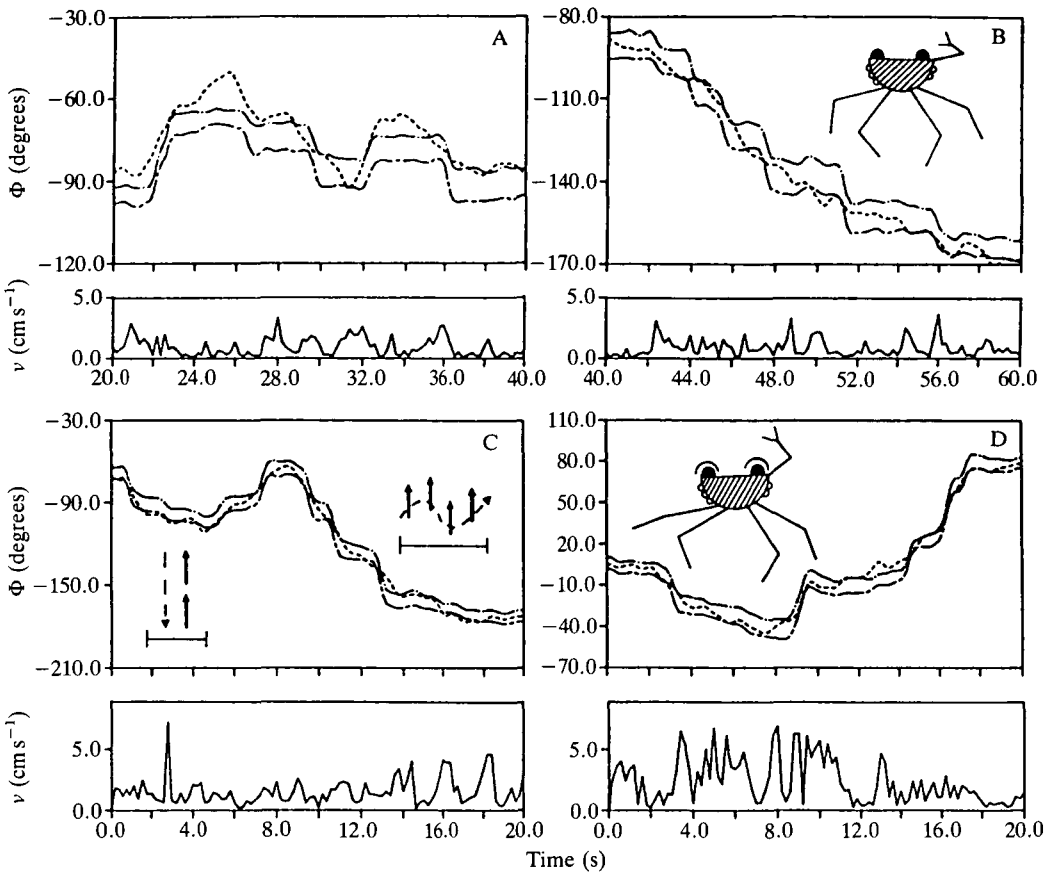 A
Φ (degrees)
−30.0
−60.0
−90.0
−120.0
B
−80.0
−110.0
−140.0
−170.0
v (cm s⁻¹)
5.0
0.0
20.0 24.0 28.0 32.0 36.0 40.0
5.0
0.0
40.0 44.0 48.0 52.0 56.0 60.0
C
Φ (degrees)
−30.0
−90.0
−150.0
−210.0
D
110.0
80.0
50.0
20.0
−10.0
−40.0
−70.0
v (cm s⁻¹)
5.0
0.0
0.0 4.0 8.0 12.0 16.0 20.0
5.0
0.0
0.0 4.0 8.0 12.0 16.0 20.0
Time (s)